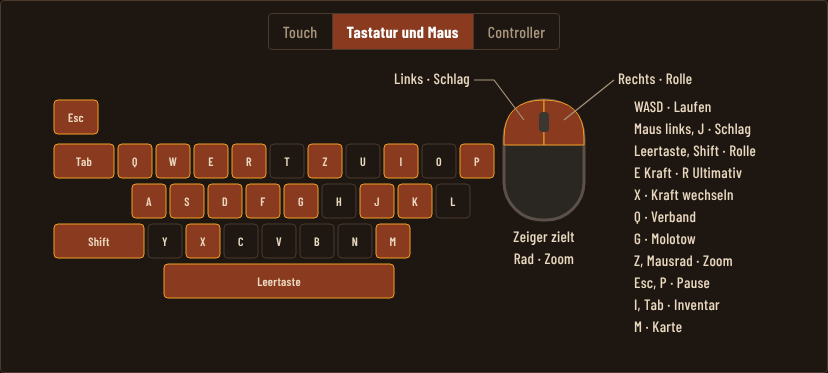 Touch Tastatur und Maus Controller
Links · Schlag Rechts · Rolle
Esc
Tab Q W E R T Z U I O P
A S D F G H J K L
Shift Y X C V B N M
Leertaste
Zeiger zielt
Rad · Zoom
WASD · Laufen
Maus links, J · Schlag
Leertaste, Shift · Rolle
E Kraft · R Ultimativ
X · Kraft wechseln
Q · Verband
G · Molotow
Z, Mausrad · Zoom
Esc, P · Pause
I, Tab · Inventar
M · Karte